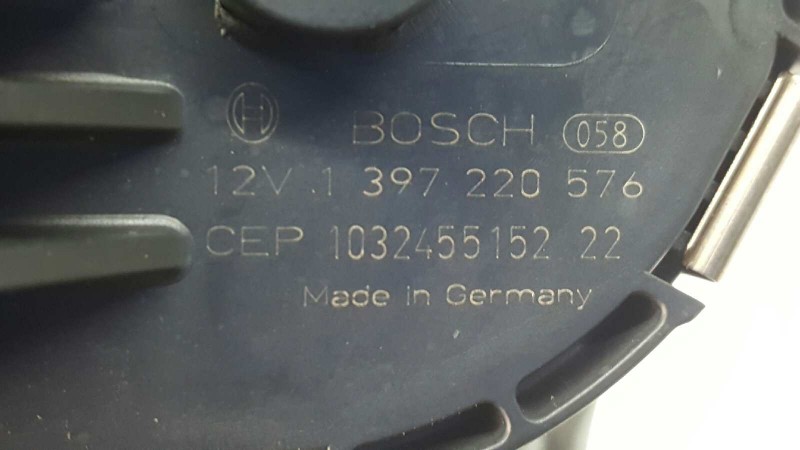 BOSCH 058
12V 1 397 220 576
CEP 1032455152 22
Made in Germany